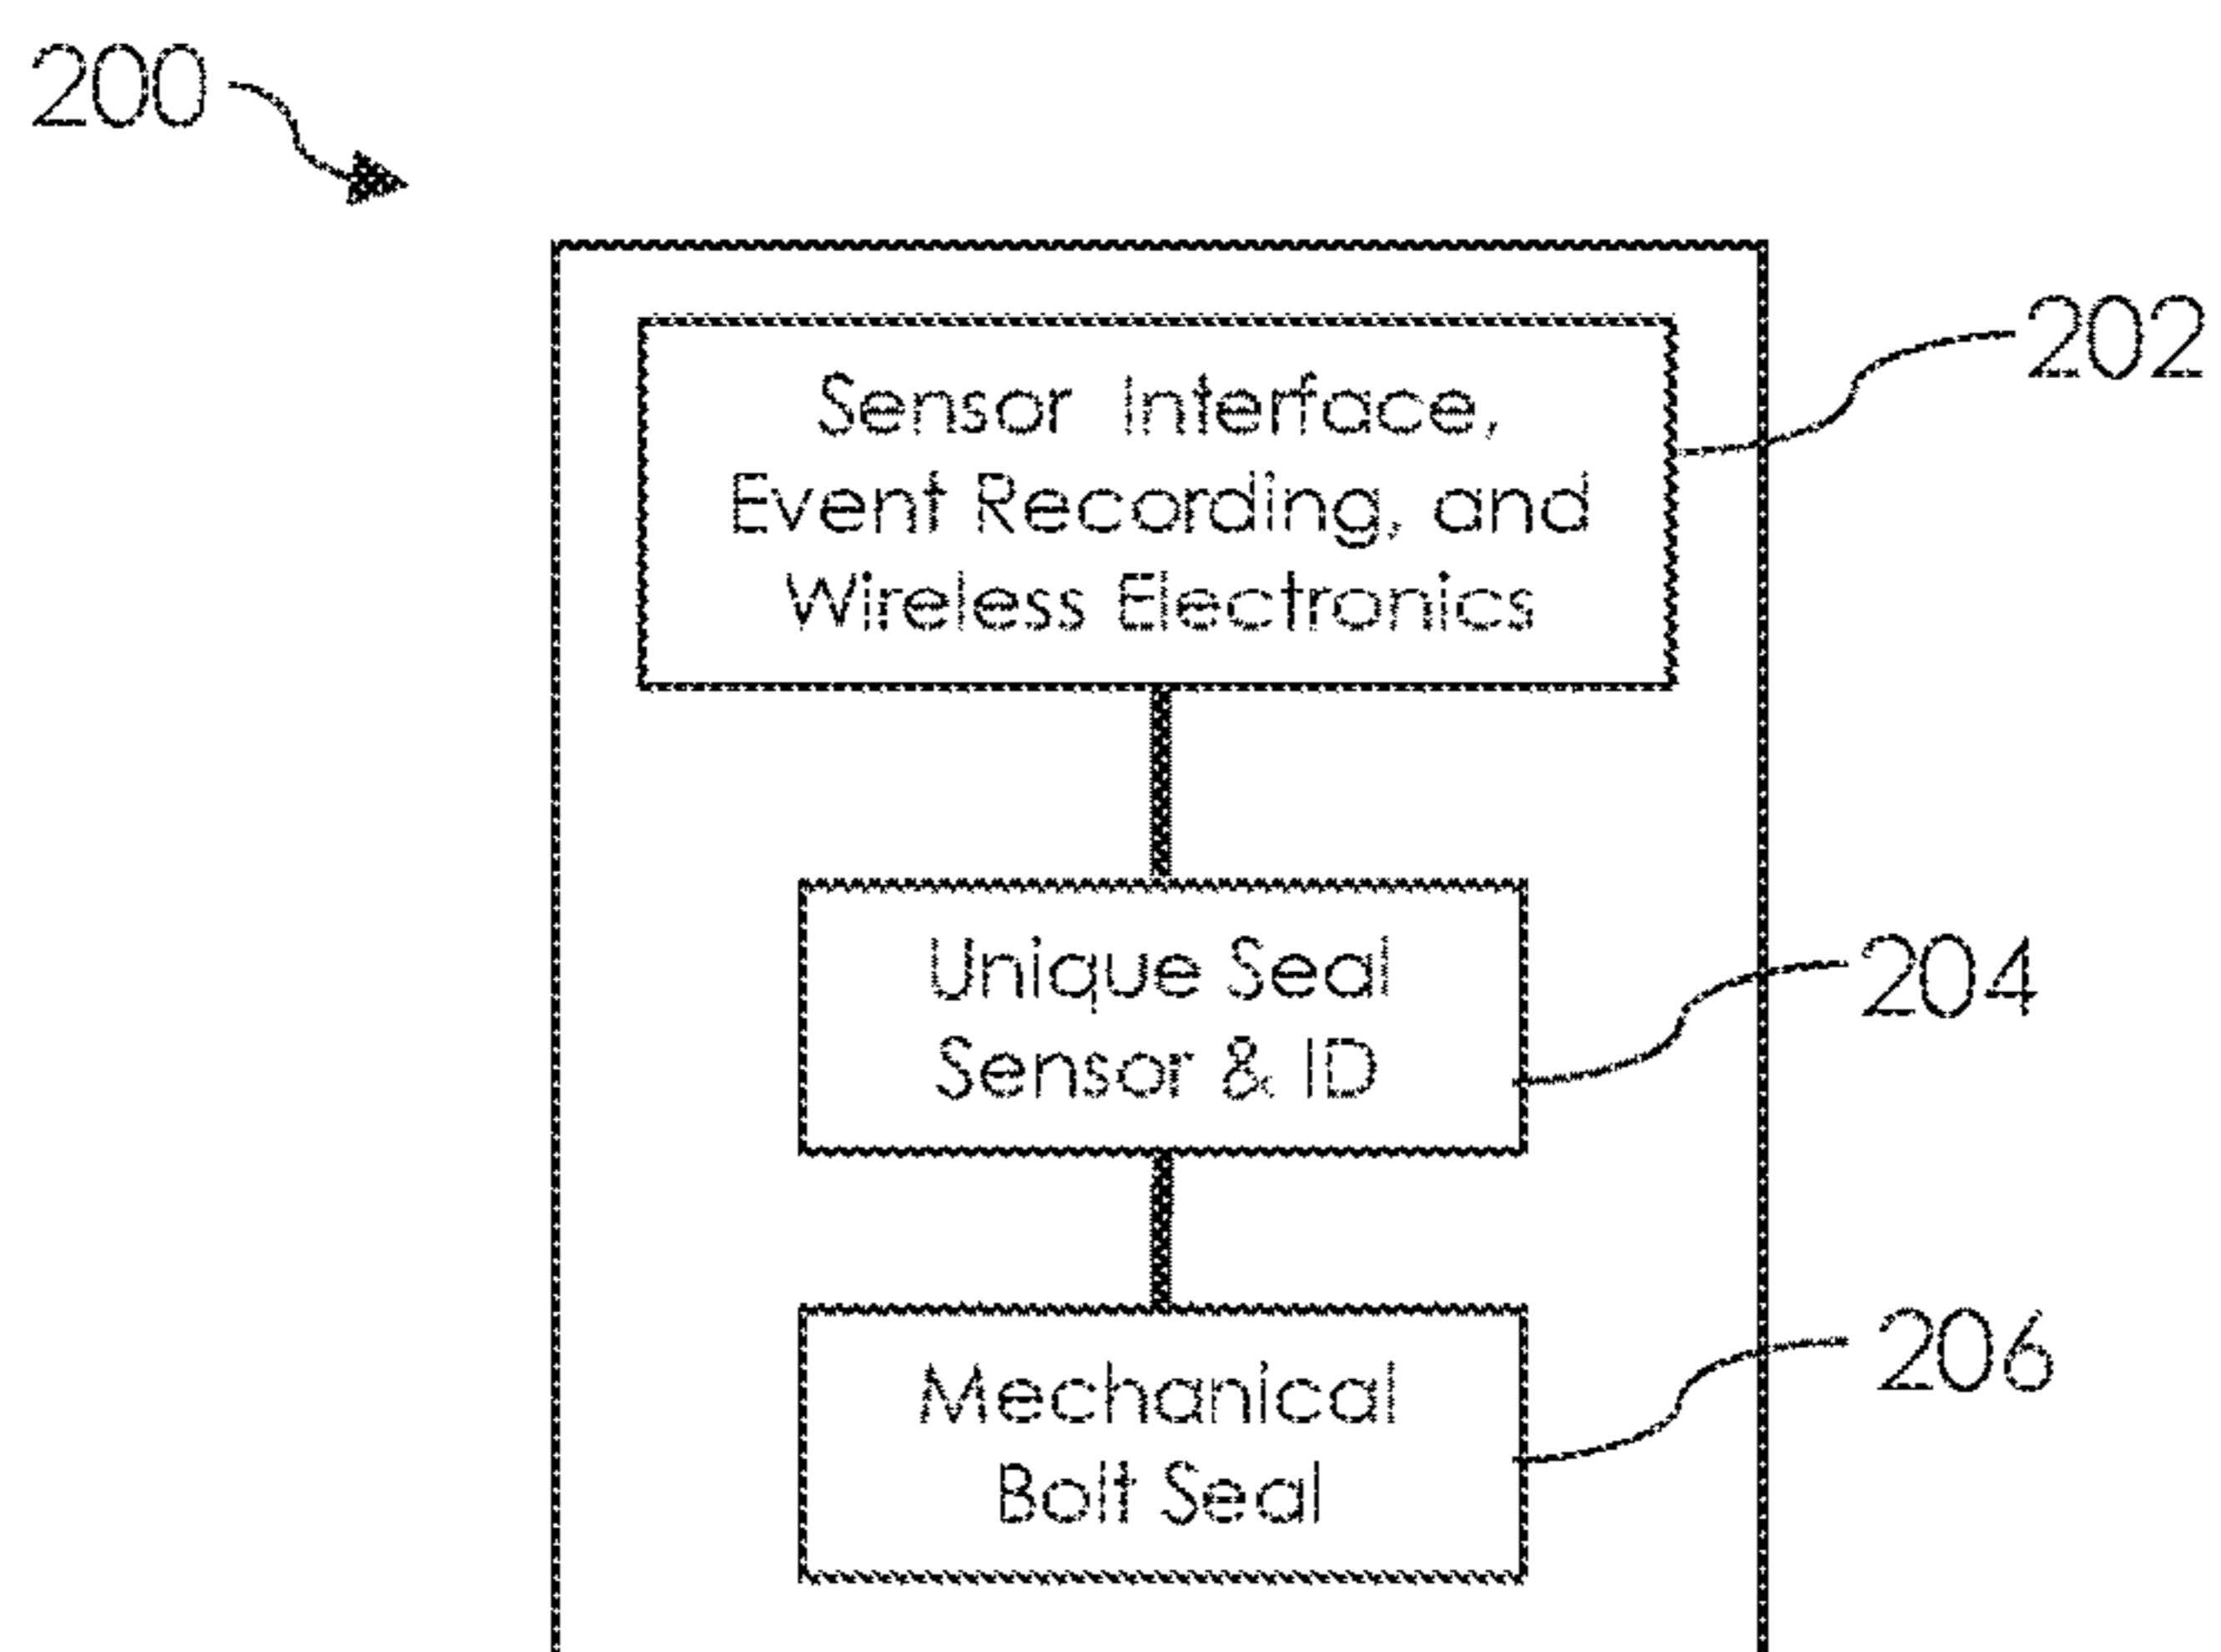 200
202
Sensor Interface,
Event Recording, and
Wireless Electronics
Unique Seal
Sensor & ID
204
Mechanical
Bolt Seal
206